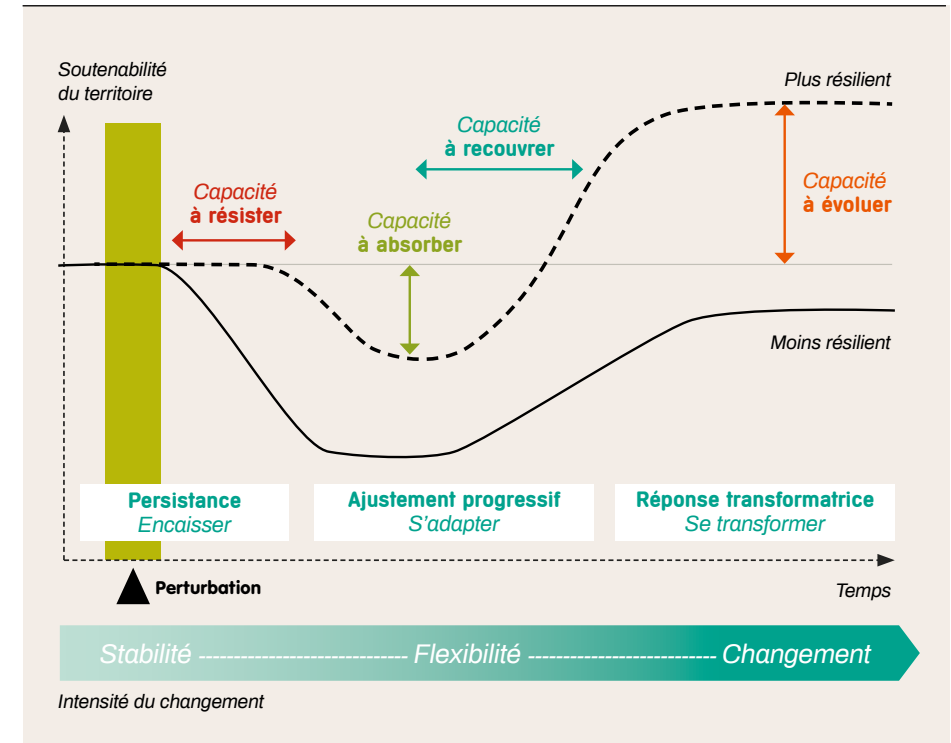 Soutenabilité
du territoire
Plus résilient
Capacité
à recouvrer
Capacité
à résister
Capacité
à absorber
Capacité
à évoluer
Moins résilient
Persistance
Encaisser
Ajustement progressif
S'adapter
Réponse transformatrice
Se transformer
Perturbation
Temps
Stabilité
Flexibilité
Changement
Intensité du changement